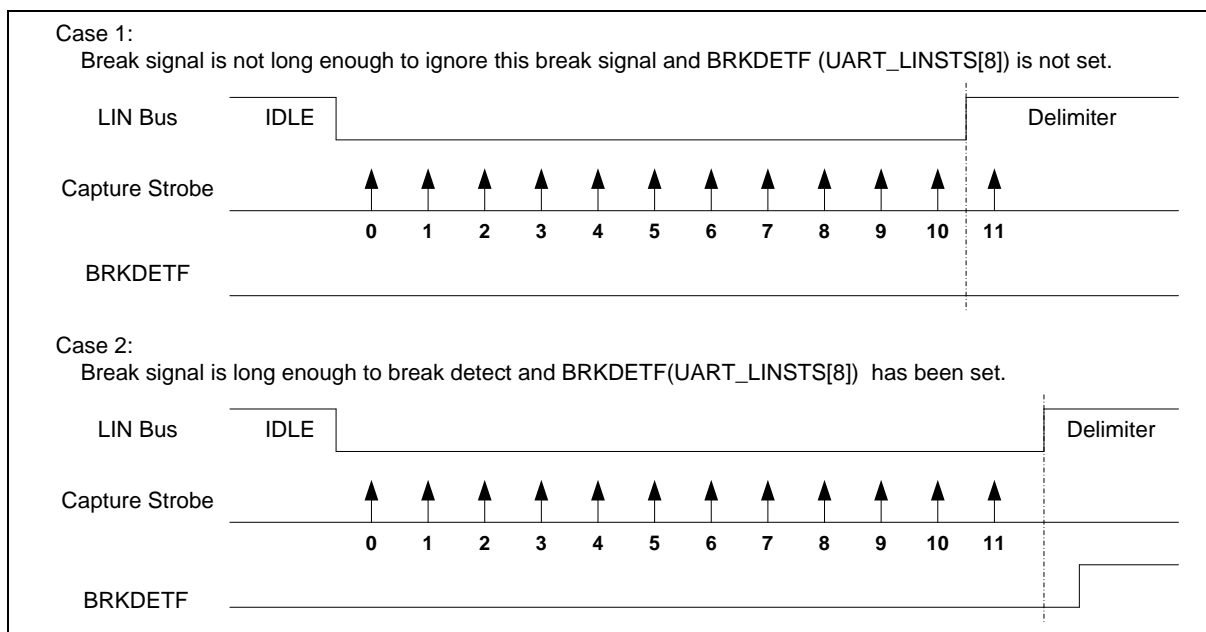 Case 1:
Break signal is not long enough to ignore this break signal and BRKDETF (UART_LINSTS[8]) is not set.
LIN Bus IDLE Delimiter
Capture Strobe
0 1 2 3 4 5 6 7 8 9 10 11
BRKDETF
Case 2:
Break signal is long enough to break detect and BRKDETF(UART_LINSTS[8]) has been set.
LIN Bus IDLE Delimiter
Capture Strobe
0 1 2 3 4 5 6 7 8 9 10 11
BRKDETF